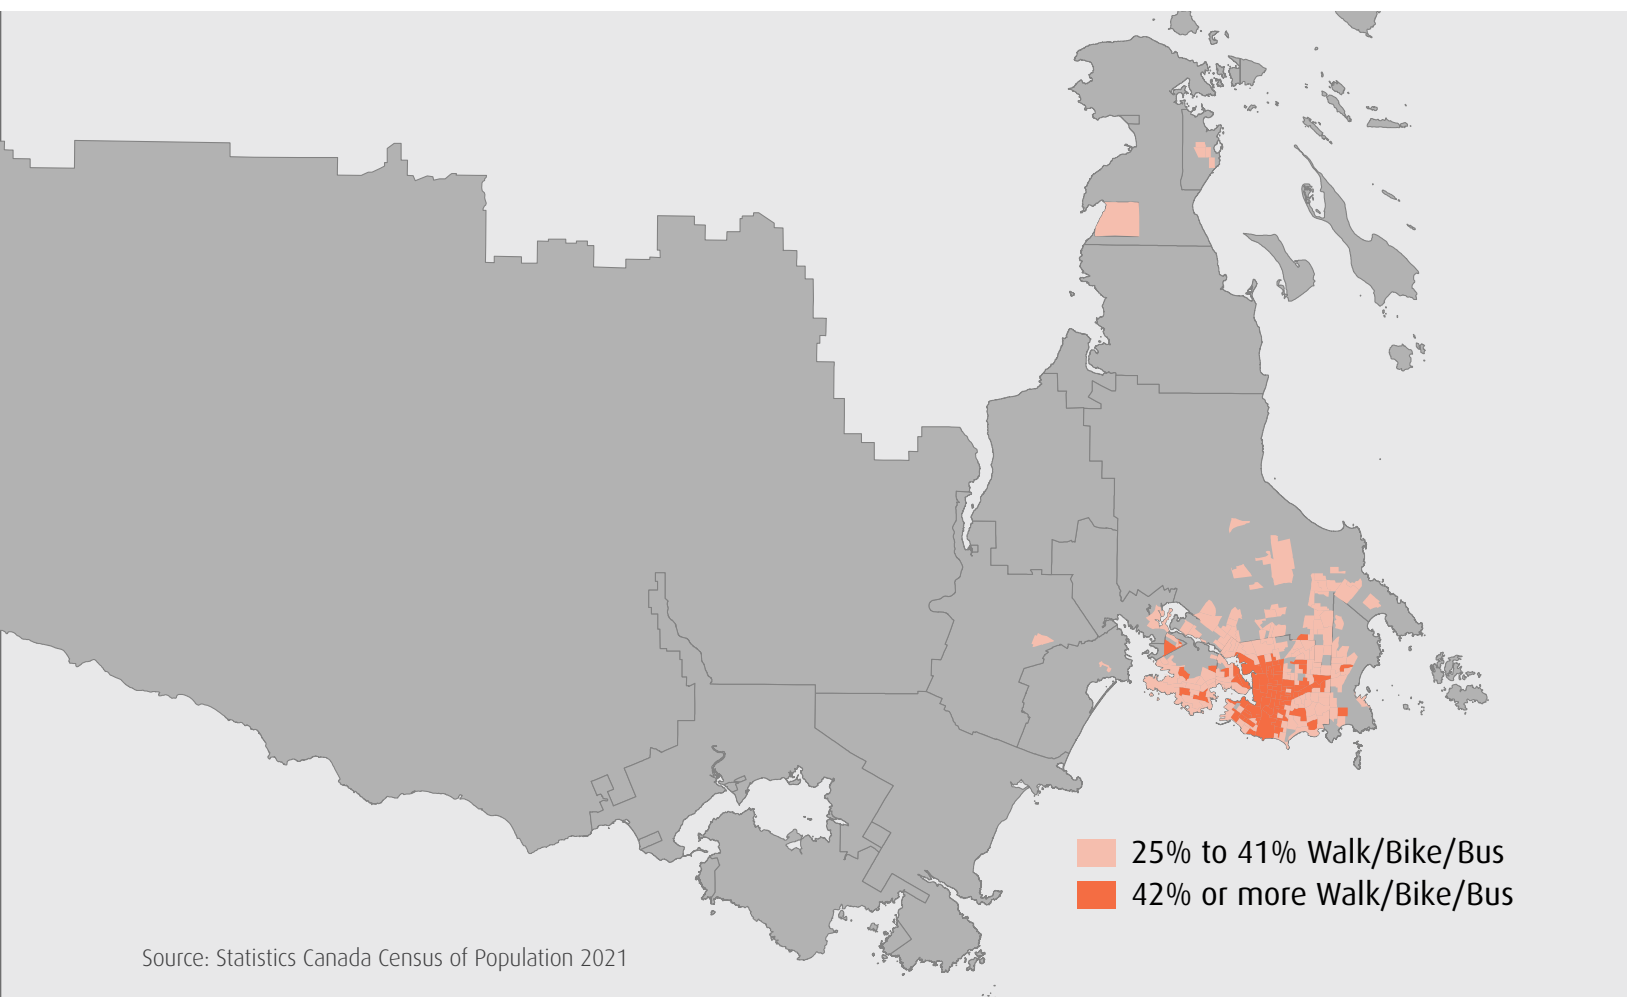 25% to 41% Walk/Bike/Bus
42% or more Walk/Bike/Bus
Source: Statistics Canada Census of Population 2021